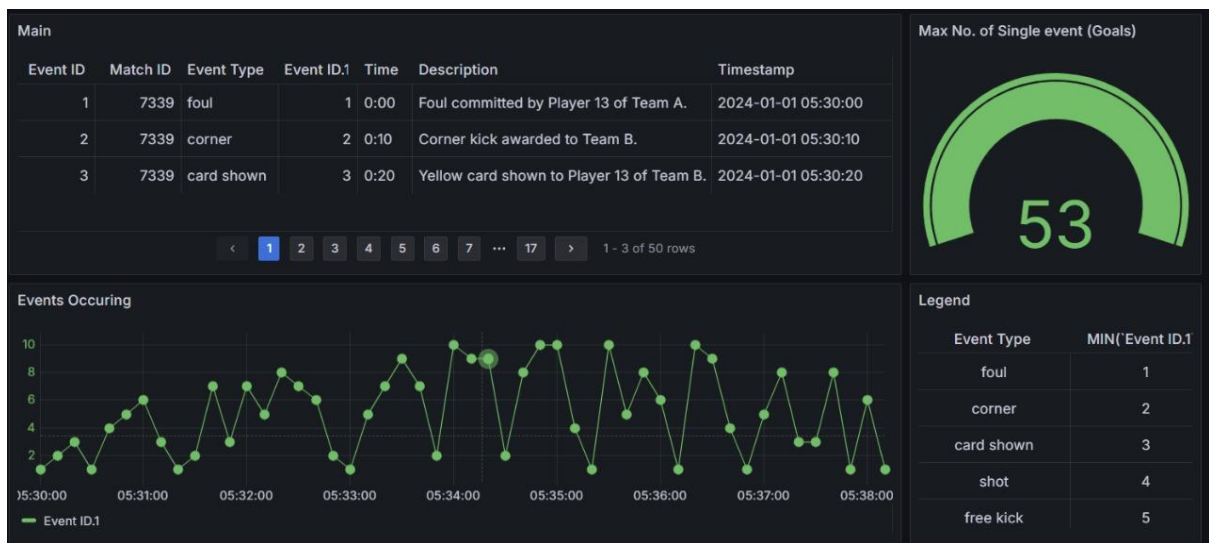 Main
Event ID Match ID Event Type Event ID.1 Time Description Timestamp
1 7339 foul 1 0:00 Foul committed by Player 13 of Team A. 2024-01-01 05:30:00
2 7339 corner 2 0:10 Corner kick awarded to Team B. 2024-01-01 05:30:10
3 7339 card shown 3 0:20 Yellow card shown to Player 13 of Team B. 2024-01-01 05:30:20
< 1 2 3 4 5 6 7 ... 17 > 1 - 3 of 50 rows
Max No. of Single event (Goals)
53
Events Occuring
10
8
6
4
2
05:30:00 05:31:00 05:32:00 05:33:00 05:34:00 05:35:00 05:36:00 05:37:00 05:38:00
Event ID.1
Legend
Event Type MIN(`Event ID.1`
foul 1
corner 2
card shown 3
shot 4
free kick 5